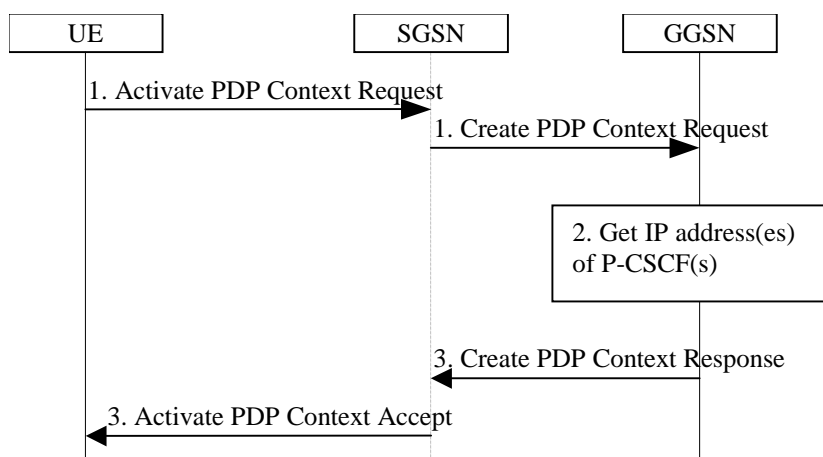 UE
SGSN
GGSN
1. Activate PDP Context Request
1. Create PDP Context Request
2. Get IP address(es)
of P-CSCF(s)
3. Create PDP Context Response
3. Activate PDP Context Accept